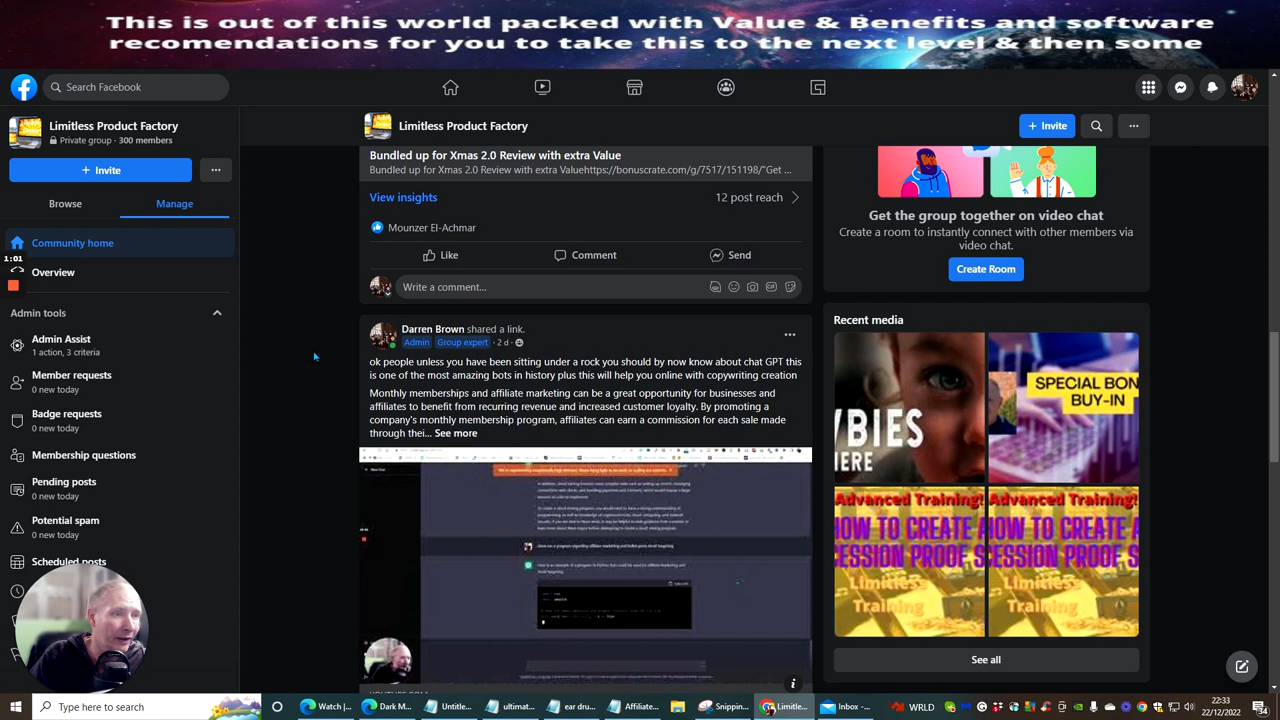 This is out of this world packed with Value & Benefits and software
recomendations for you to take this to the next level & then some
Search Facebook
Limitless Product Factory
Private group · 300 members
+ Invite
Browse
Manage
Community home
1:01
Overview
Admin tools
Admin Assist
1 action, 3 criteria
Member requests
0 new today
Badge requests
0 new today
Membership questions
Pending posts
0 new today
Potential spam
0 new today
Scheduled posts
Limitless Product Factory
+ Invite
Bundled up for Xmas 2.0 Review with extra Value
Bundled up for Xmas 2.0 Review with extra Valuehttps://bonuscrate.com/g/7517/151198/"Get ...
View insights
12 post reach
Mounzer El-Achmar
Like
Comment
Send
Write a comment...
Darren Brown shared a link.
Admin
Group expert
· 2 d ·
ok people unless you have been sitting under a rock you should by now know about chat GPT this
is one of the most amazing bots in history plus this will help you online with copywriting creation
Monthly memberships and affiliate marketing can be a great opportunity for businesses and
affiliates to benefit from recurring revenue and increased customer loyalty. By promoting a
company's monthly membership program, affiliates can earn a commission for each sale made
through thei... See more
Get the group together on video chat
Create a room to instantly connect with other members via
video chat.
Create Room
Recent media
SPECIAL BON
BUY-IN
Advanced Training:
Advanced Training:
HOW TO CREATE A
Limitless
Training
Limitless
Training
See all
Type here to search
Watch |...
Dark M...
Untitle...
ultimat...
ear dru...
Affiliate...
Snippin...
Limitle...
Inbox -...
WRLD
22:33
22/12/2022